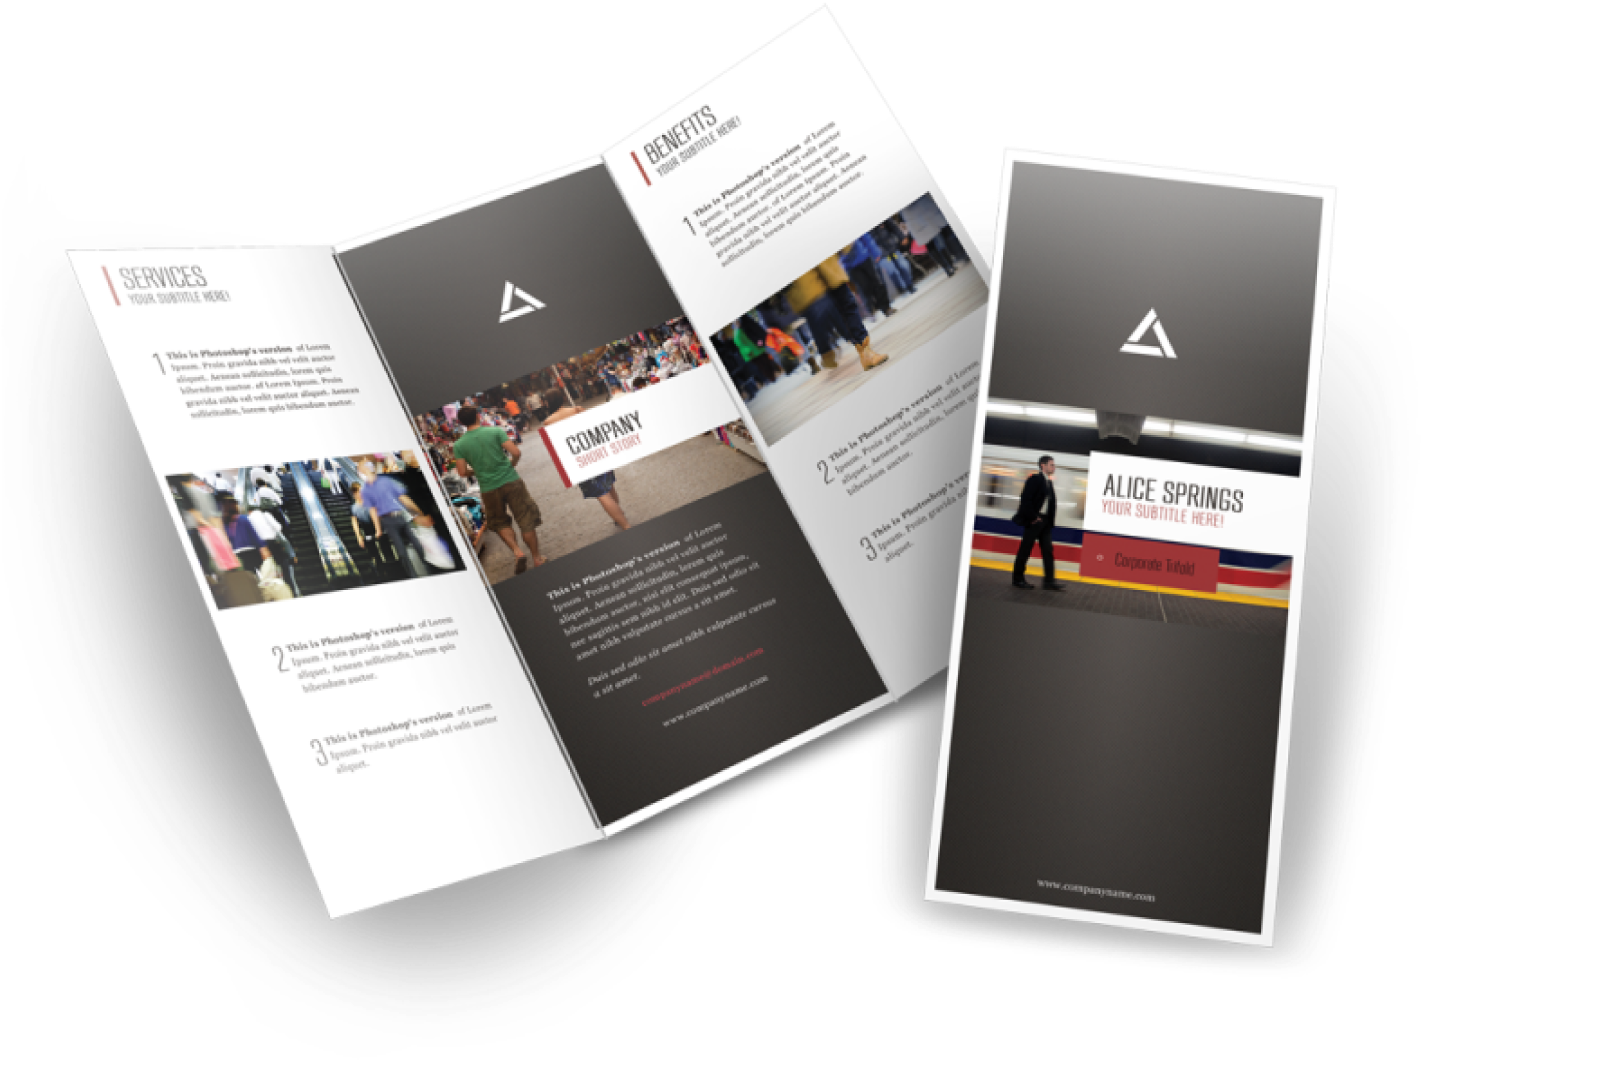 SERVICES
YOUR SUBTITLE HERE!
1
This is Photoshop's version of Lorem
Ipsum. Proin gravida nibh vel velit auctor
aliquet. Aenean sollicitudin, lorem quis
bibendum auctor. of Lorem Ipsum. Proin
gravida nibh vel velit auctor aliquet. Aenean
sollicitudin, lorem quis bibendum auctor.
2
This is Photoshop's version of Lorem
Ipsum. Proin gravida nibh vel velit auctor
aliquet. Aenean sollicitudin, lorem quis
bibendum auctor.
3
This is Photoshop's version of Lorem
Ipsum. Proin gravida nibh vel velit auctor
aliquet.
COMPANY
SHORT STORY
This is Photoshop's version of Lorem
Ipsum. Proin gravida nibh vel velit auctor
aliquet. Aenean sollicitudin, lorem quis
bibendum auctor, nisi elit consequat ipsum,
nec sagittis sem nibh id elit. Duis sed odio sit
amet nibh vulputate cursus a sit amet.
Duis sed odio sit amet nibh vulputate cursus
a sit amet.
companyname@domain.com
www.companyname.com
BENEFITS
YOUR SUBTITLE HERE!
1
This is Photoshop's version of Lorem
Ipsum. Proin gravida nibh vel velit auctor
aliquet. Aenean sollicitudin, lorem quis
bibendum auctor. of Lorem Ipsum. Proin
gravida nibh vel velit auctor aliquet. Aenean
sollicitudin, lorem quis bibendum auctor.
2
This is Photoshop's version of Lorem
Ipsum. Proin gravida nibh vel velit
aliquet. Aenean sollicitudin, lorem
bibendum auctor.
3
This is Photoshop's
Ipsum. Proin gravida nibh
aliquet.
ALICE SPRINGS
YOUR SUBTITLE HERE!
Corporate Trifold
www.companyname.com